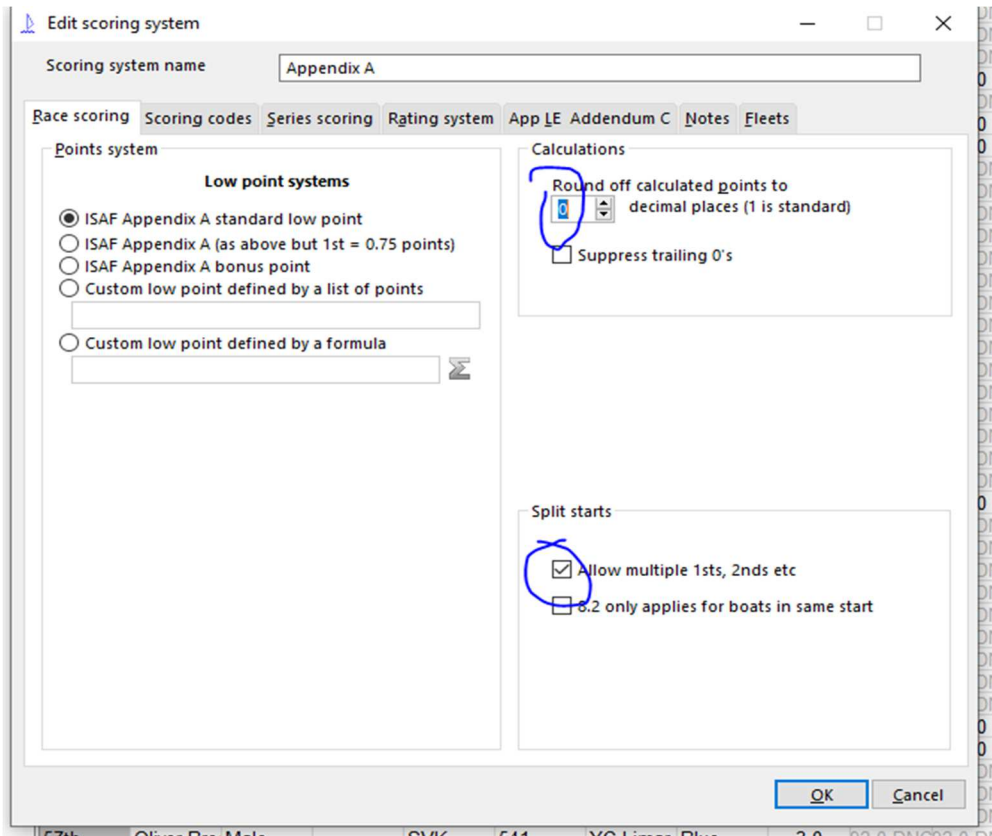 Edit scoring system
Scoring system name Appendix A
Race scoring Scoring codes Series scoring Rating system App LE Addendum C Notes Fleets
Points system
Low point systems
ISAF Appendix A standard low point
ISAF Appendix A (as above but 1st = 0.75 points)
ISAF Appendix A bonus point
Custom low point defined by a list of points
Custom low point defined by a formula
Calculations
Round off calculated points to
0 decimal places (1 is standard)
Suppress trailing 0's
Split starts
Allow multiple 1sts, 2nds etc
8.2 only applies for boats in same start
OK Cancel